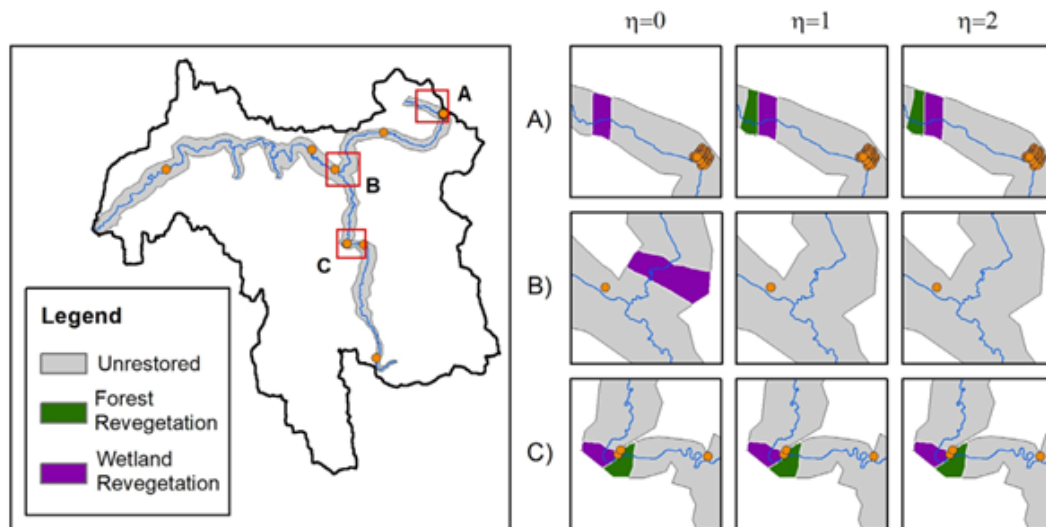 η=0 η=1 η=2
A
B
C
Legend
Unrestored
Forest
Revegetation
Wetland
Revegetation
A)
B)
C)